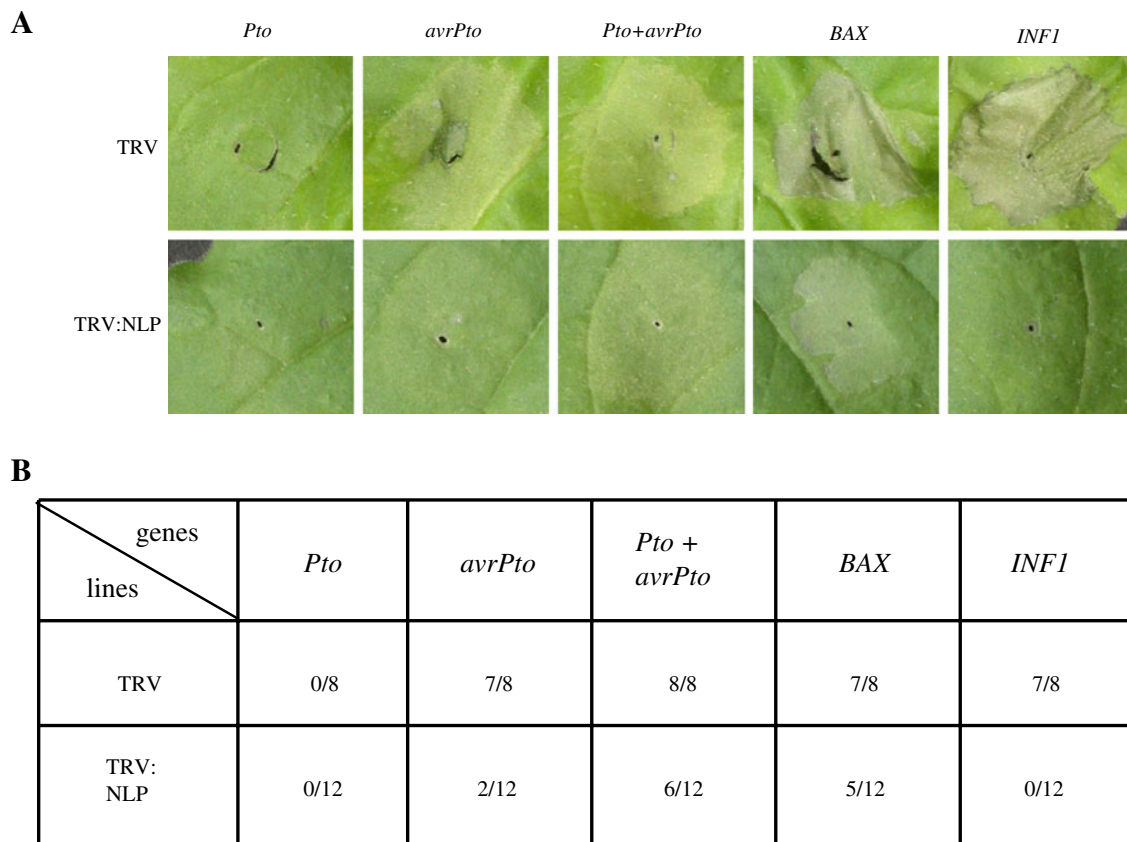 A
Pto avrPto Pto+avrPto BAX INF1
TRV
TRV:NLP
B
genes
lines
Pto avrPto Pto + avrPto BAX INF1
TRV 0/8 7/8 8/8 7/8 7/8
TRV: NLP 0/12 2/12 6/12 5/12 0/12